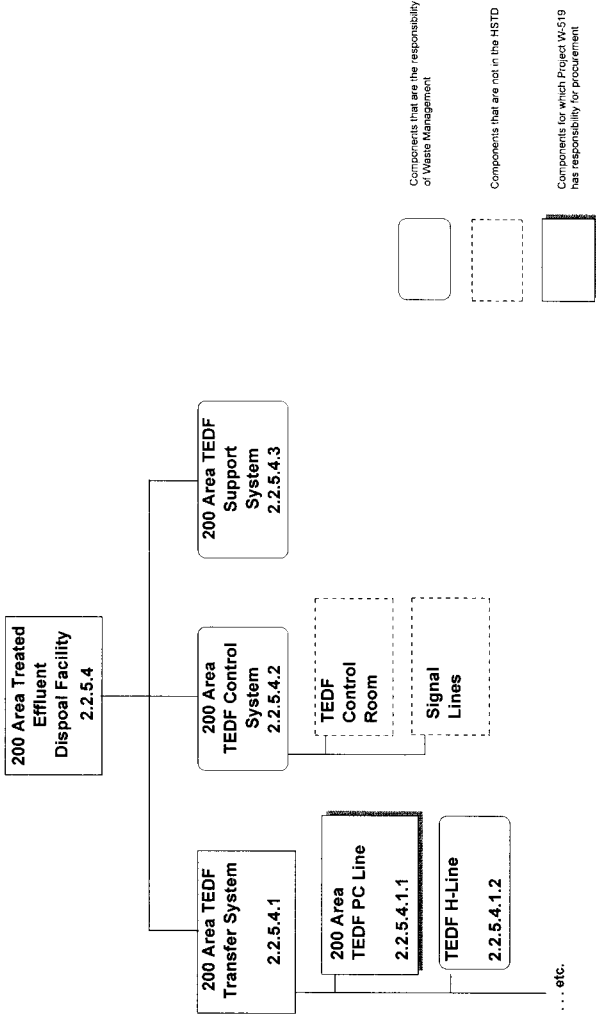 200 Area Treated
Effluent
Dispoal Facility
2.2.5.4
200 Area TEDF
Transfer System
2.2.5.4.1
200 Area
TEDF Control
System
2.2.5.4.2
200 Area TEDF
Support
System
2.2.5.4.3
200 Area
TEDF PC Line
2.2.5.4.1.1
TEDF H-Line
2.2.5.4.1.2
. . . etc.
TEDF
Control
Room
Signal
Lines
Components that are the responsibility
of Waste Management
Components that are not in the HSTD
Components for which Project W-519
has responsibility for procurement